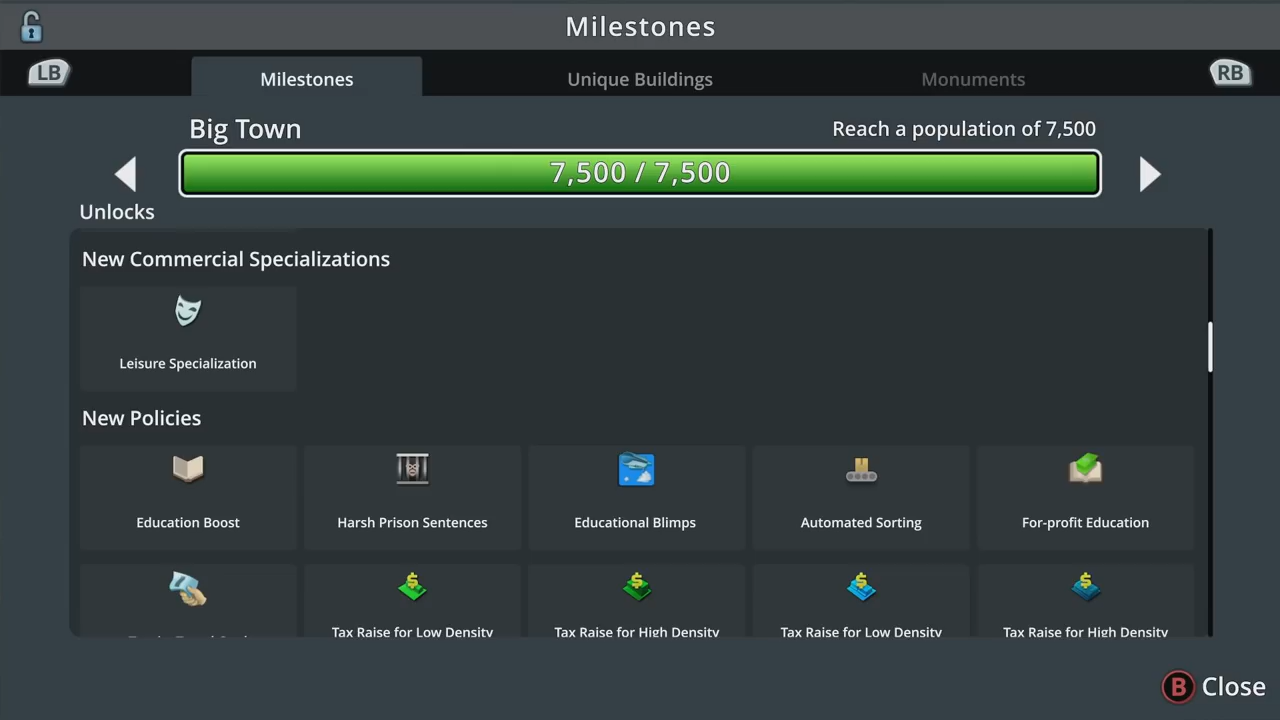 Milestones
LB
Milestones
Unique Buildings
Monuments
RB
Big Town
Reach a population of 7,500
7,500 / 7,500
Unlocks
New Commercial Specializations
Leisure Specialization
New Policies
Education Boost
Harsh Prison Sentences
Educational Blimps
Automated Sorting
For-profit Education
Tax Raise for Low Density
Tax Raise for High Density
Tax Raise for Low Density
Tax Raise for High Density
B Close